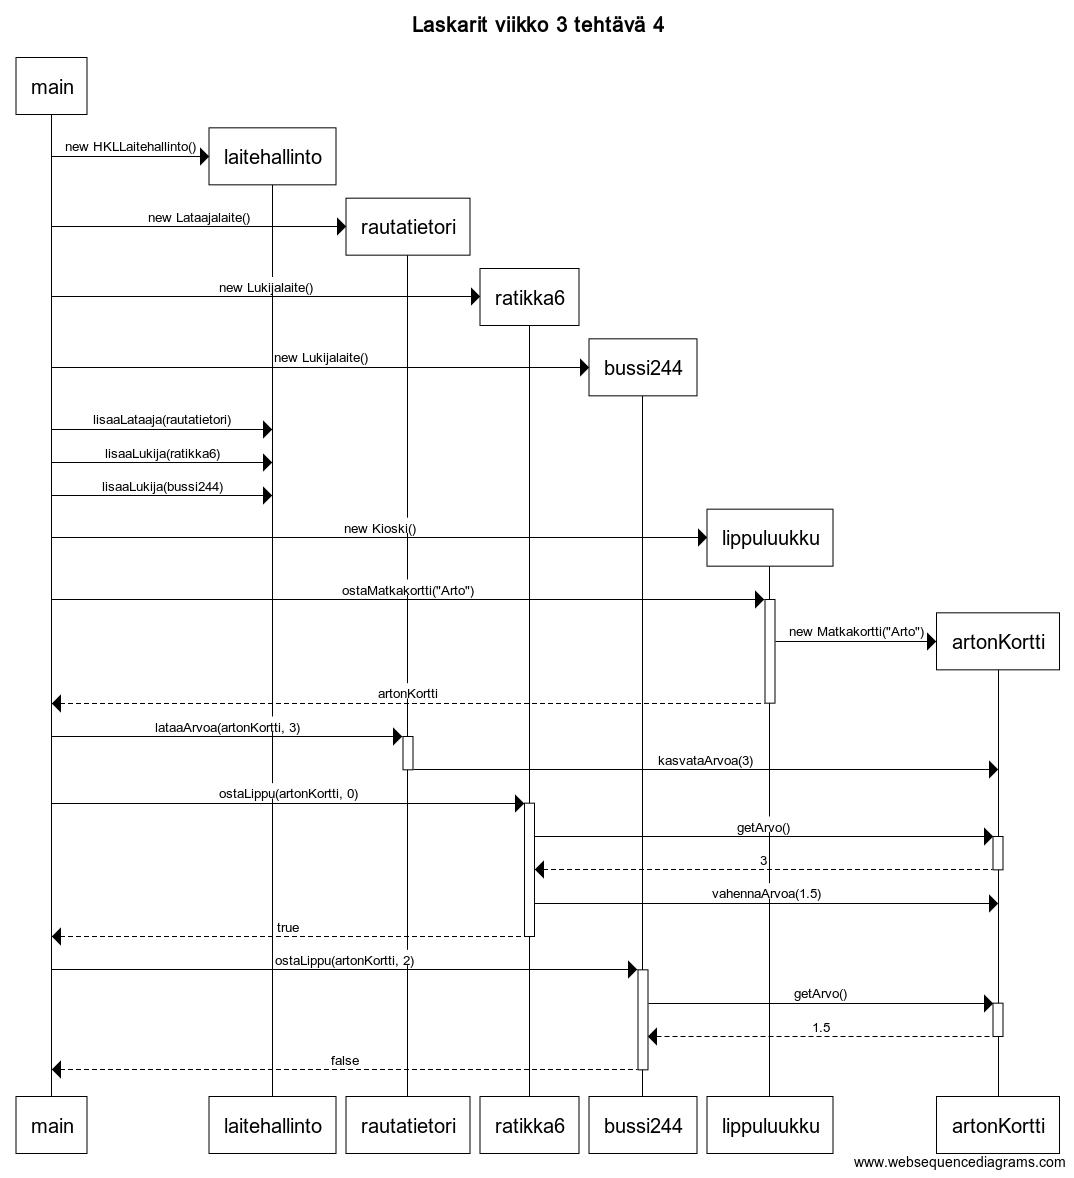 Laskarit viikko 3 tehtävä 4
main
new HKLLaitehallinto()
laitehallinto
new Lataajalaite()
rautatietori
new Lukijalaite()
ratikka6
new Lukijalaite()
bussi244
lisaaLataaja(rautatietori)
lisaaLukija(ratikka6)
lisaaLukija(bussi244)
new Kioski()
lippuluukku
ostaMatkakortti("Arto")
new Matkakortti("Arto")
artonKortti
artonKortti
lataaArvoa(artonKortti, 3)
kasvataArvoa(3)
ostaLippu(artonKortti, 0)
getArvo()
3
vahennaArvoa(1.5)
true
ostaLippu(artonKortti, 2)
getArvo()
1.5
false
main
laitehallinto
rautatietori
ratikka6
bussi244
lippuluukku
artonKortti
www.websequencediagrams.com